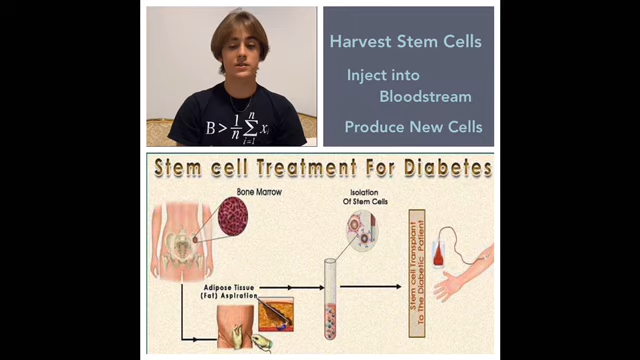 B > 1/n n Σ i=1 xᵢ
Harvest Stem Cells
Inject into
Bloodstream
Produce New Cells
Stem cell Treatment For Diabetes
Bone Marrow
Isolation
Of Stem Cells
Adipose Tissue
(Fat) Aspiration
Stem cell Transplant
To The Diabetic Patient